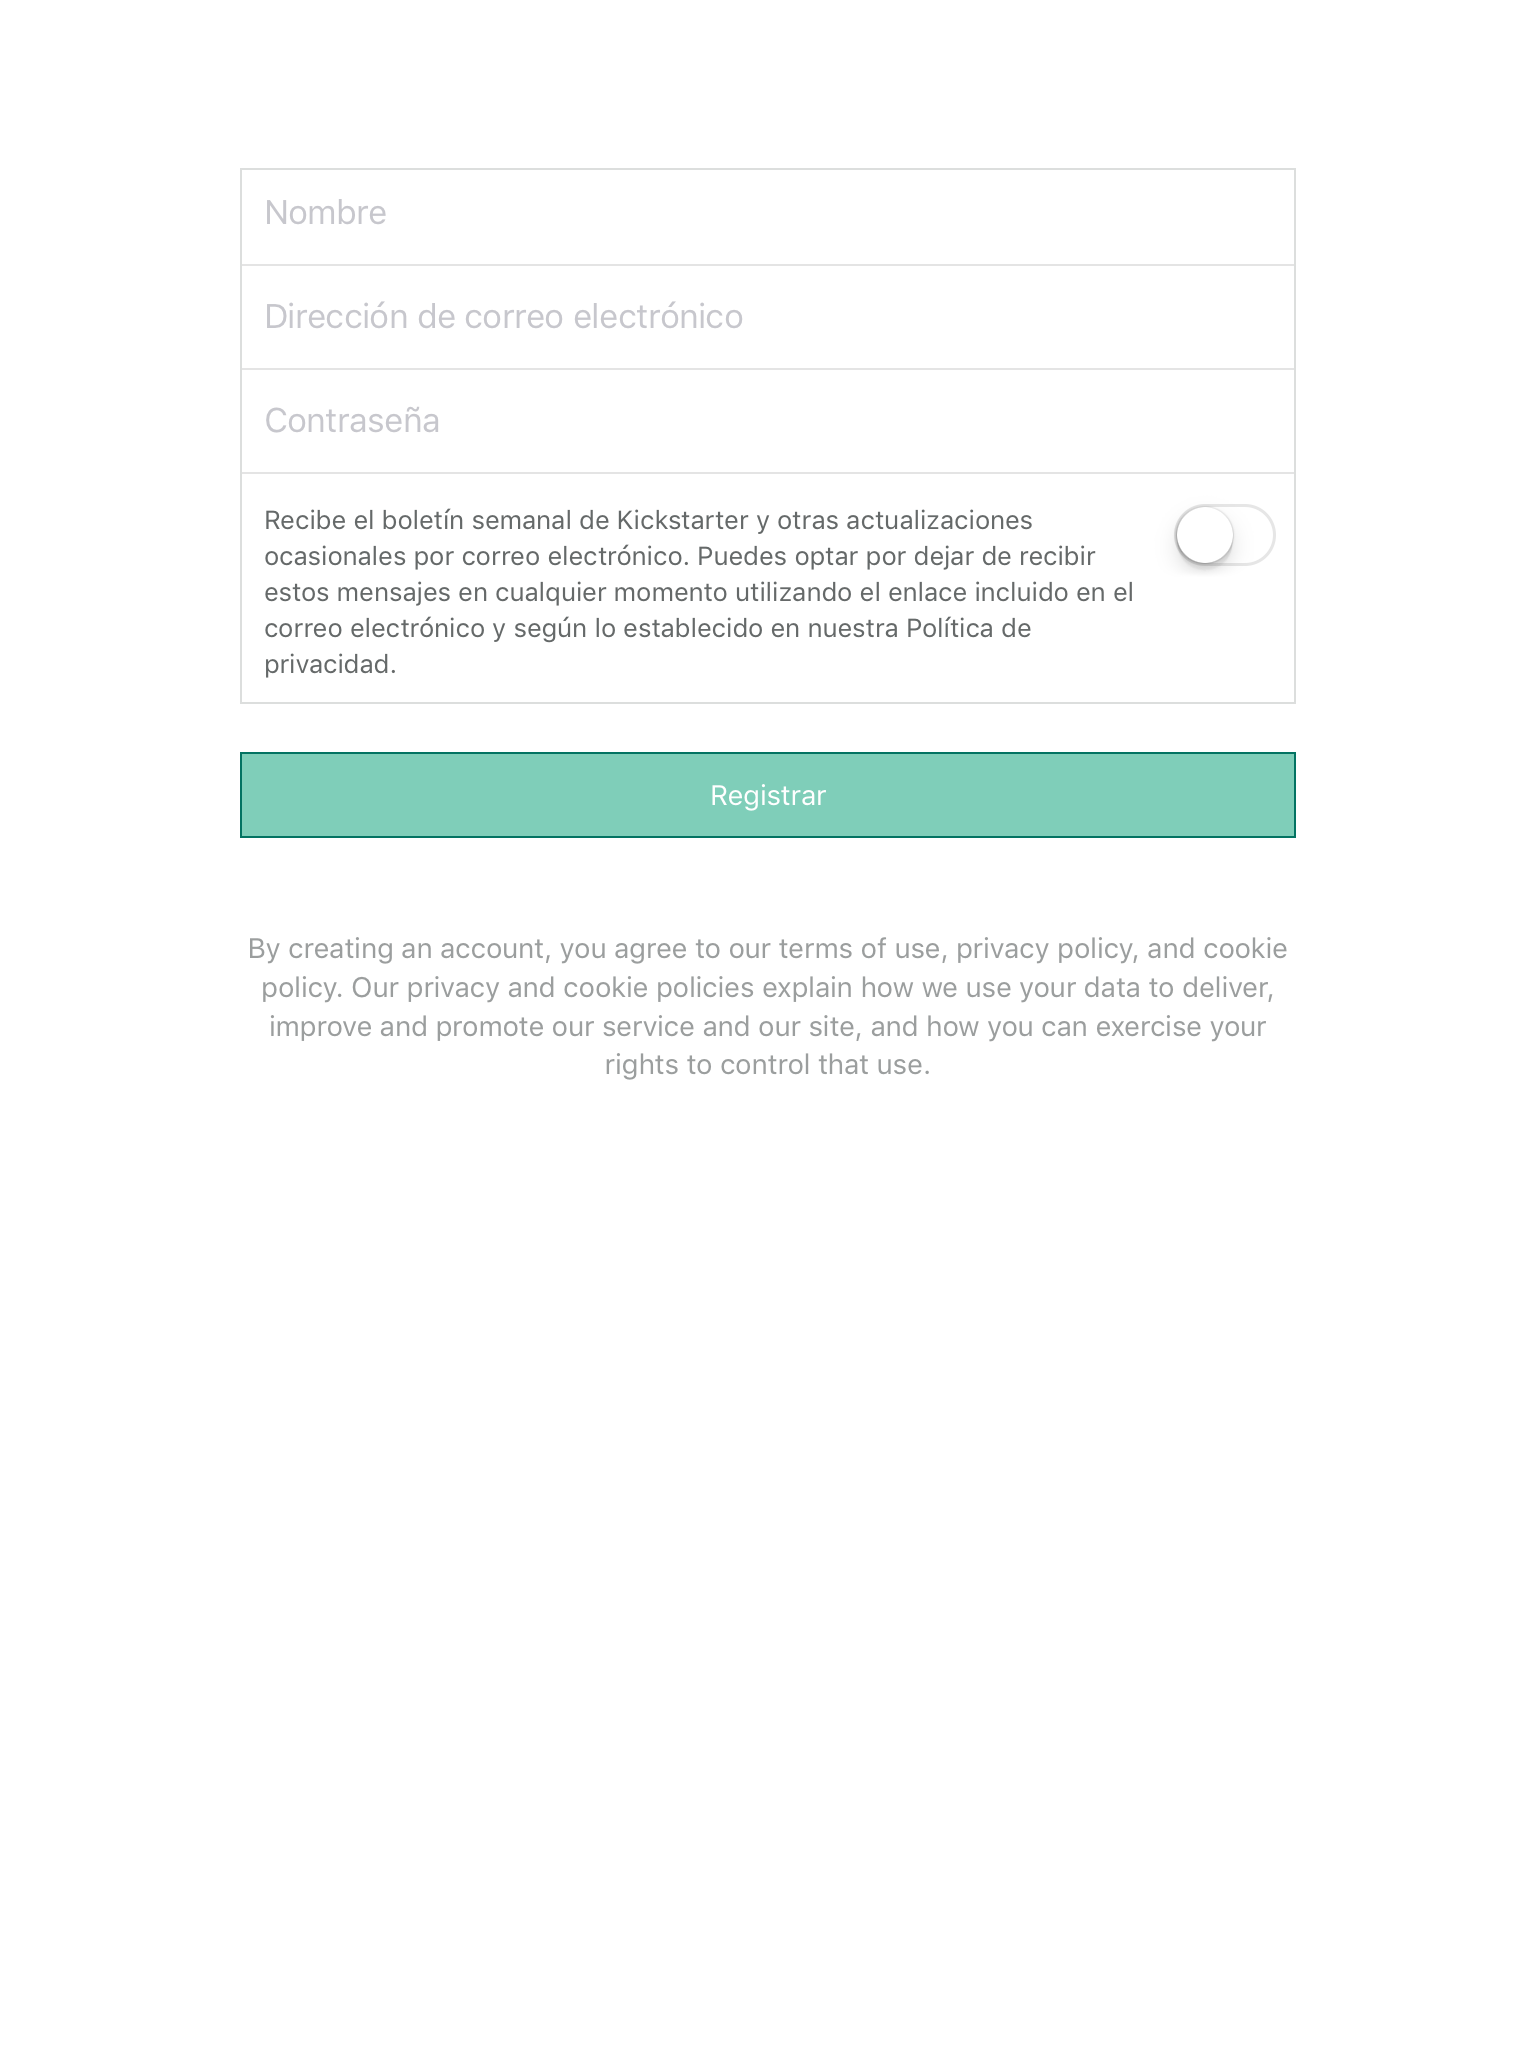 Nombre
Dirección de correo electrónico
Contraseña
Recibe el boletín semanal de Kickstarter y otras actualizaciones
ocasionales por correo electrónico. Puedes optar por dejar de recibir
estos mensajes en cualquier momento utilizando el enlace incluido en el
correo electrónico y según lo establecido en nuestra Política de
privacidad.
Registrar
By creating an account, you agree to our terms of use, privacy policy, and cookie
policy. Our privacy and cookie policies explain how we use your data to deliver,
improve and promote our service and our site, and how you can exercise your
rights to control that use.